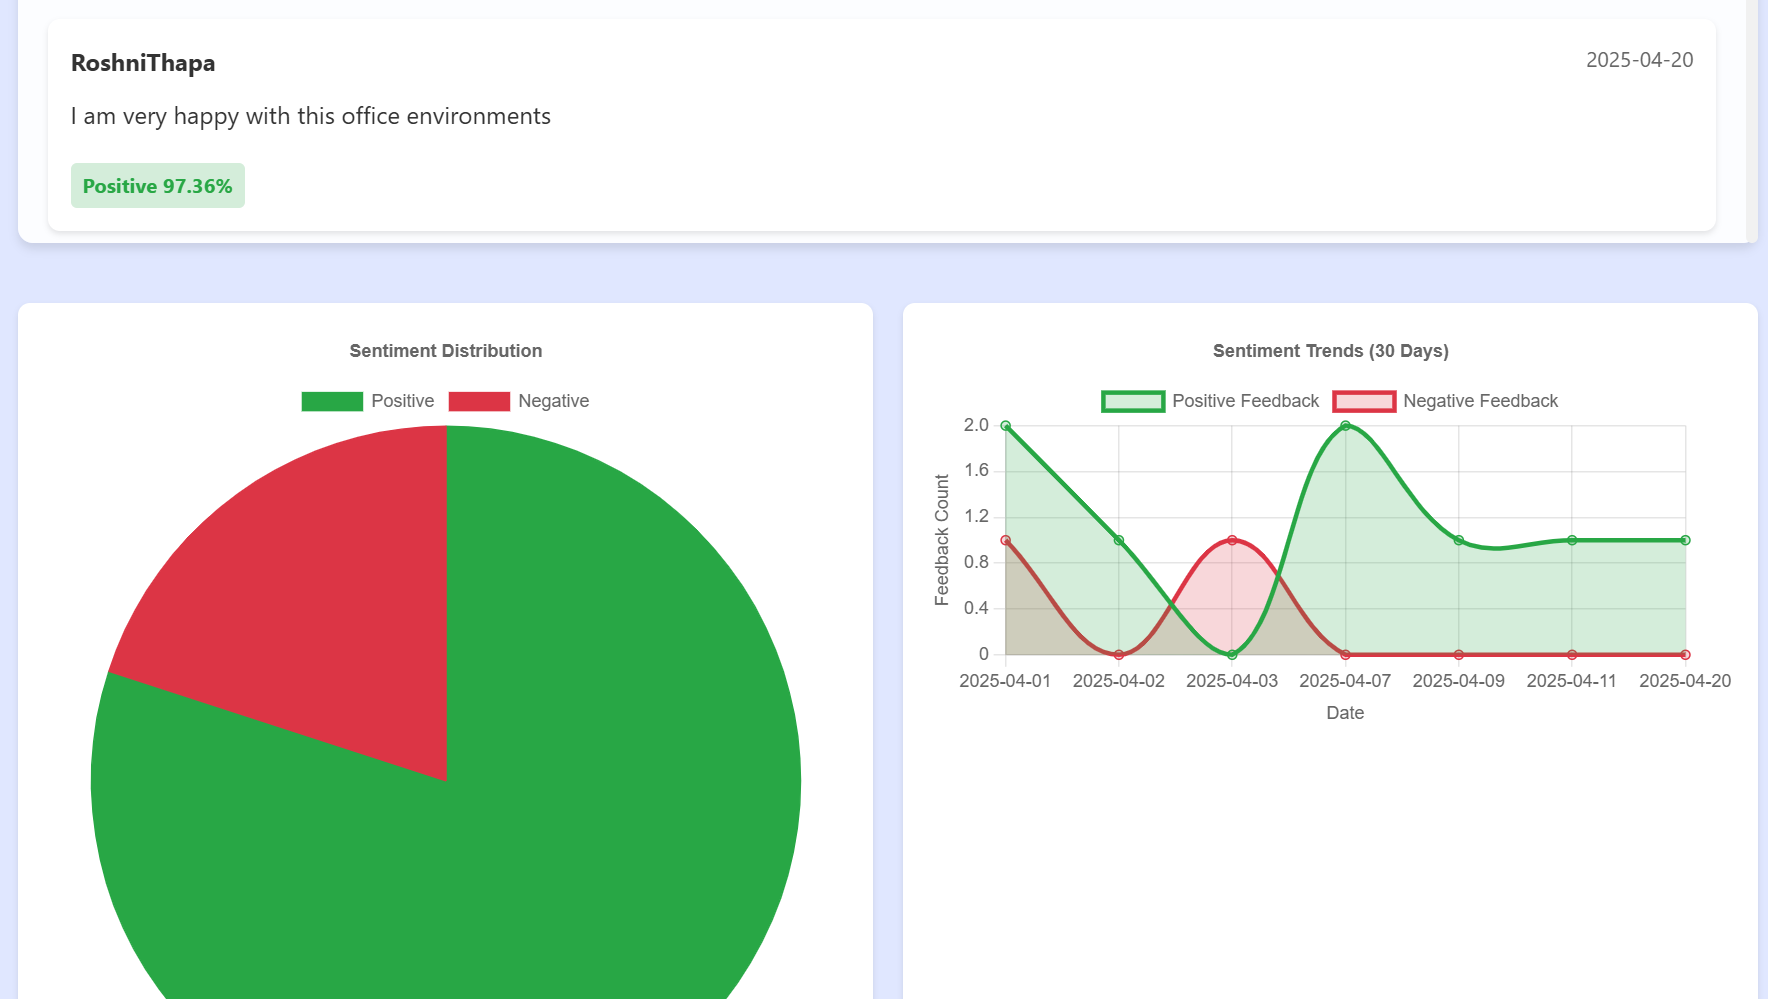 RoshniThapa
2025-04-20
I am very happy with this office environments
Positive 97.36%
Sentiment Distribution
Positive
Negative
Sentiment Trends (30 Days)
Positive Feedback
Negative Feedback
Feedback Count
2.0
1.6
1.2
0.8
0.4
0
2025-04-01
2025-04-02
2025-04-03
2025-04-07
2025-04-09
2025-04-11
2025-04-20
Date